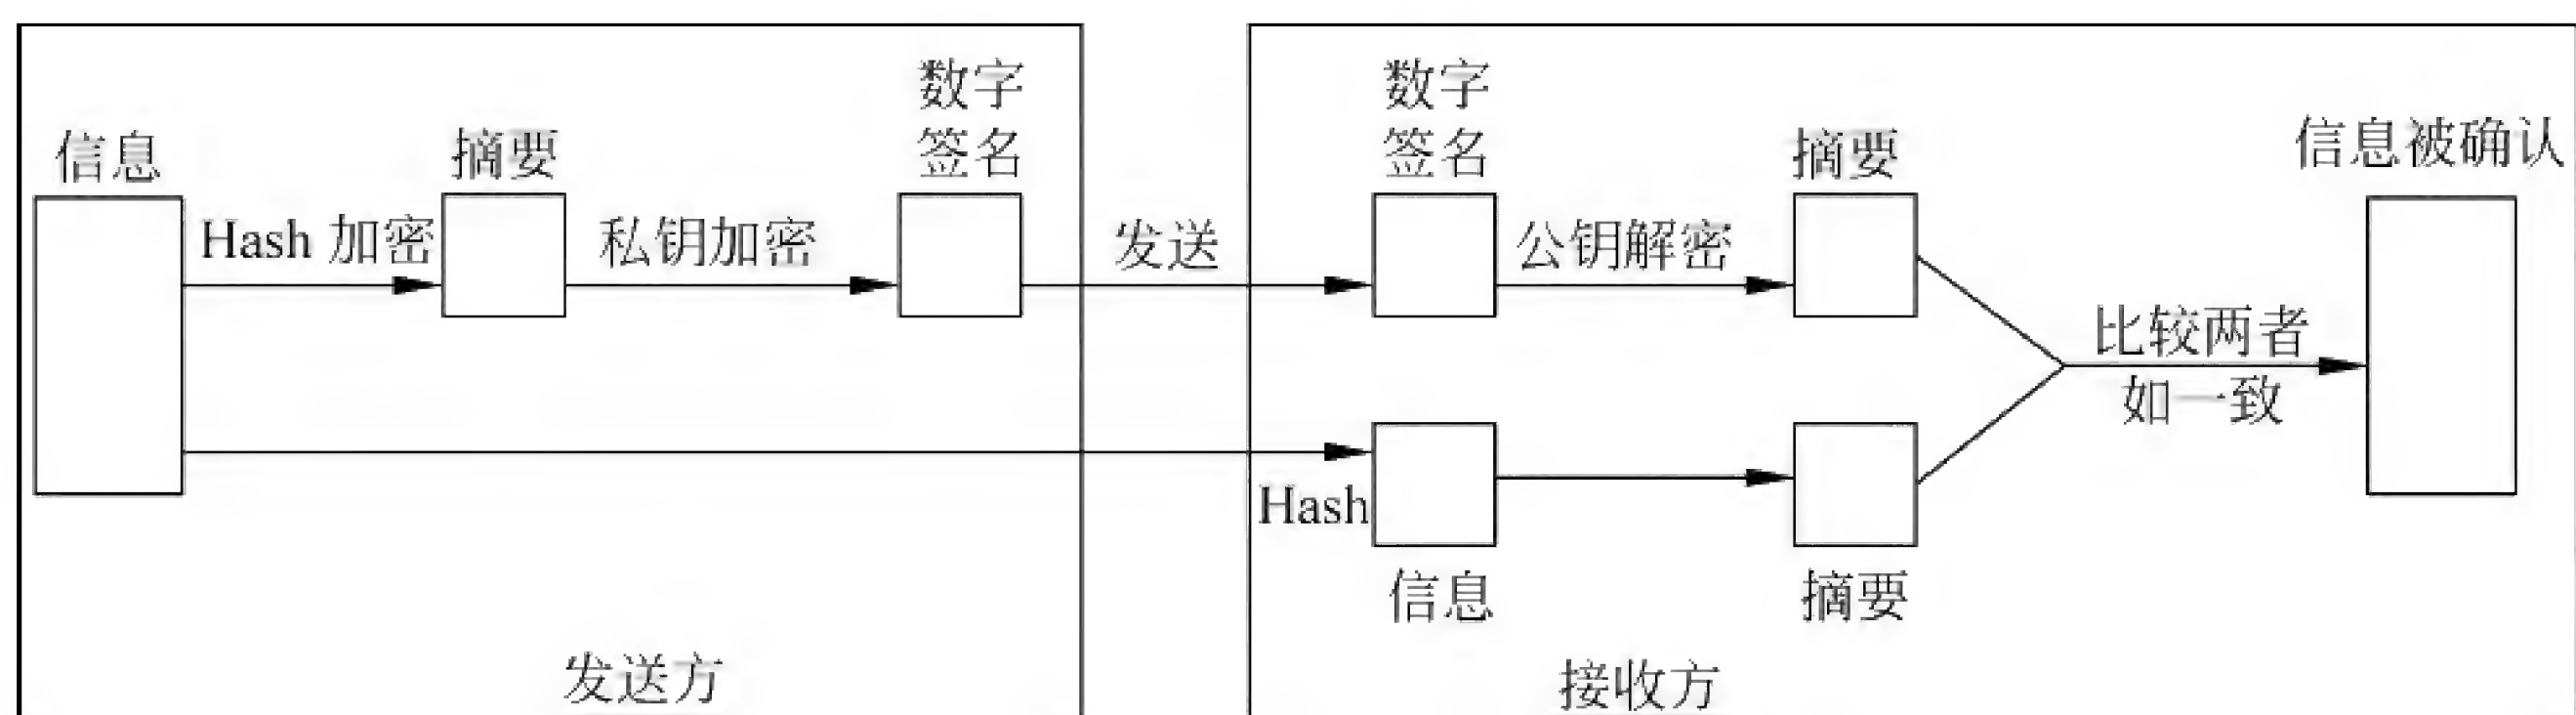 信息
Hash 加密
摘要
私钥加密
数字
签名
发送
数字
签名
公钥解密
摘要
比较两者
如一致
信息被确认
Hash
信息
摘要
发送方
接收方